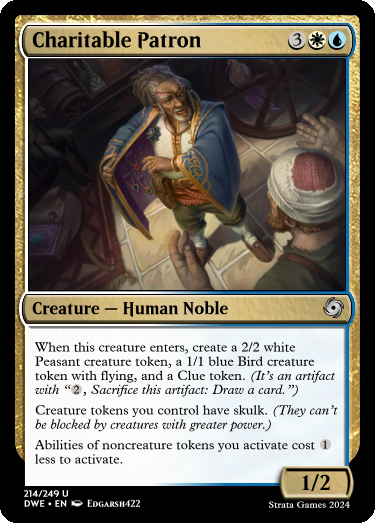 Charitable Patron 3
Creature — Human Noble
When this creature enters, create a 2/2 white
Peasant creature token, a 1/1 blue Bird creature
token with flying, and a Clue token. (It's an artifact
with “2, Sacrifice this artifact: Draw a card.”)
Creature tokens you control have skulk. (They can't
be blocked by creatures with greater power.)
Abilities of noncreature tokens you activate cost 1
less to activate.
1/2
214/249 U
DWE • EN Edgarsh422
Strata Games 2024